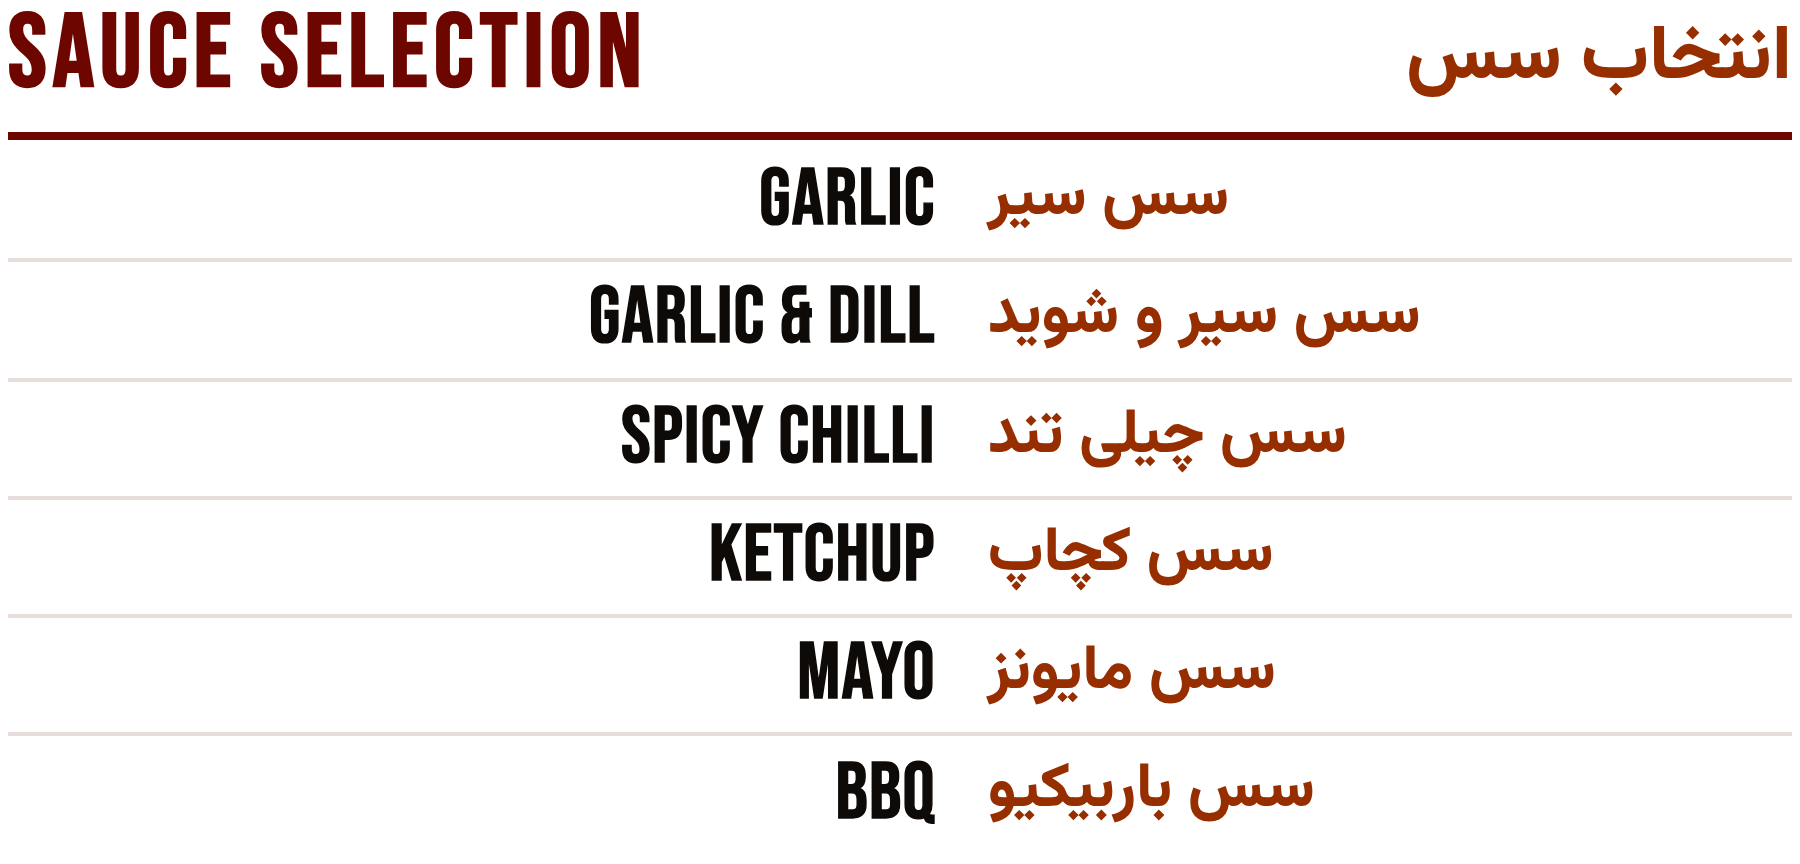 SAUCE SELECTION انتخاب سس
GARLIC سس سیر
GARLIC & DILL سس سیر و شوید
SPICY CHILLI سس چیلی تند
KETCHUP سس کچاپ
MAYO سس مایونز
BBQ سس باربیکیو